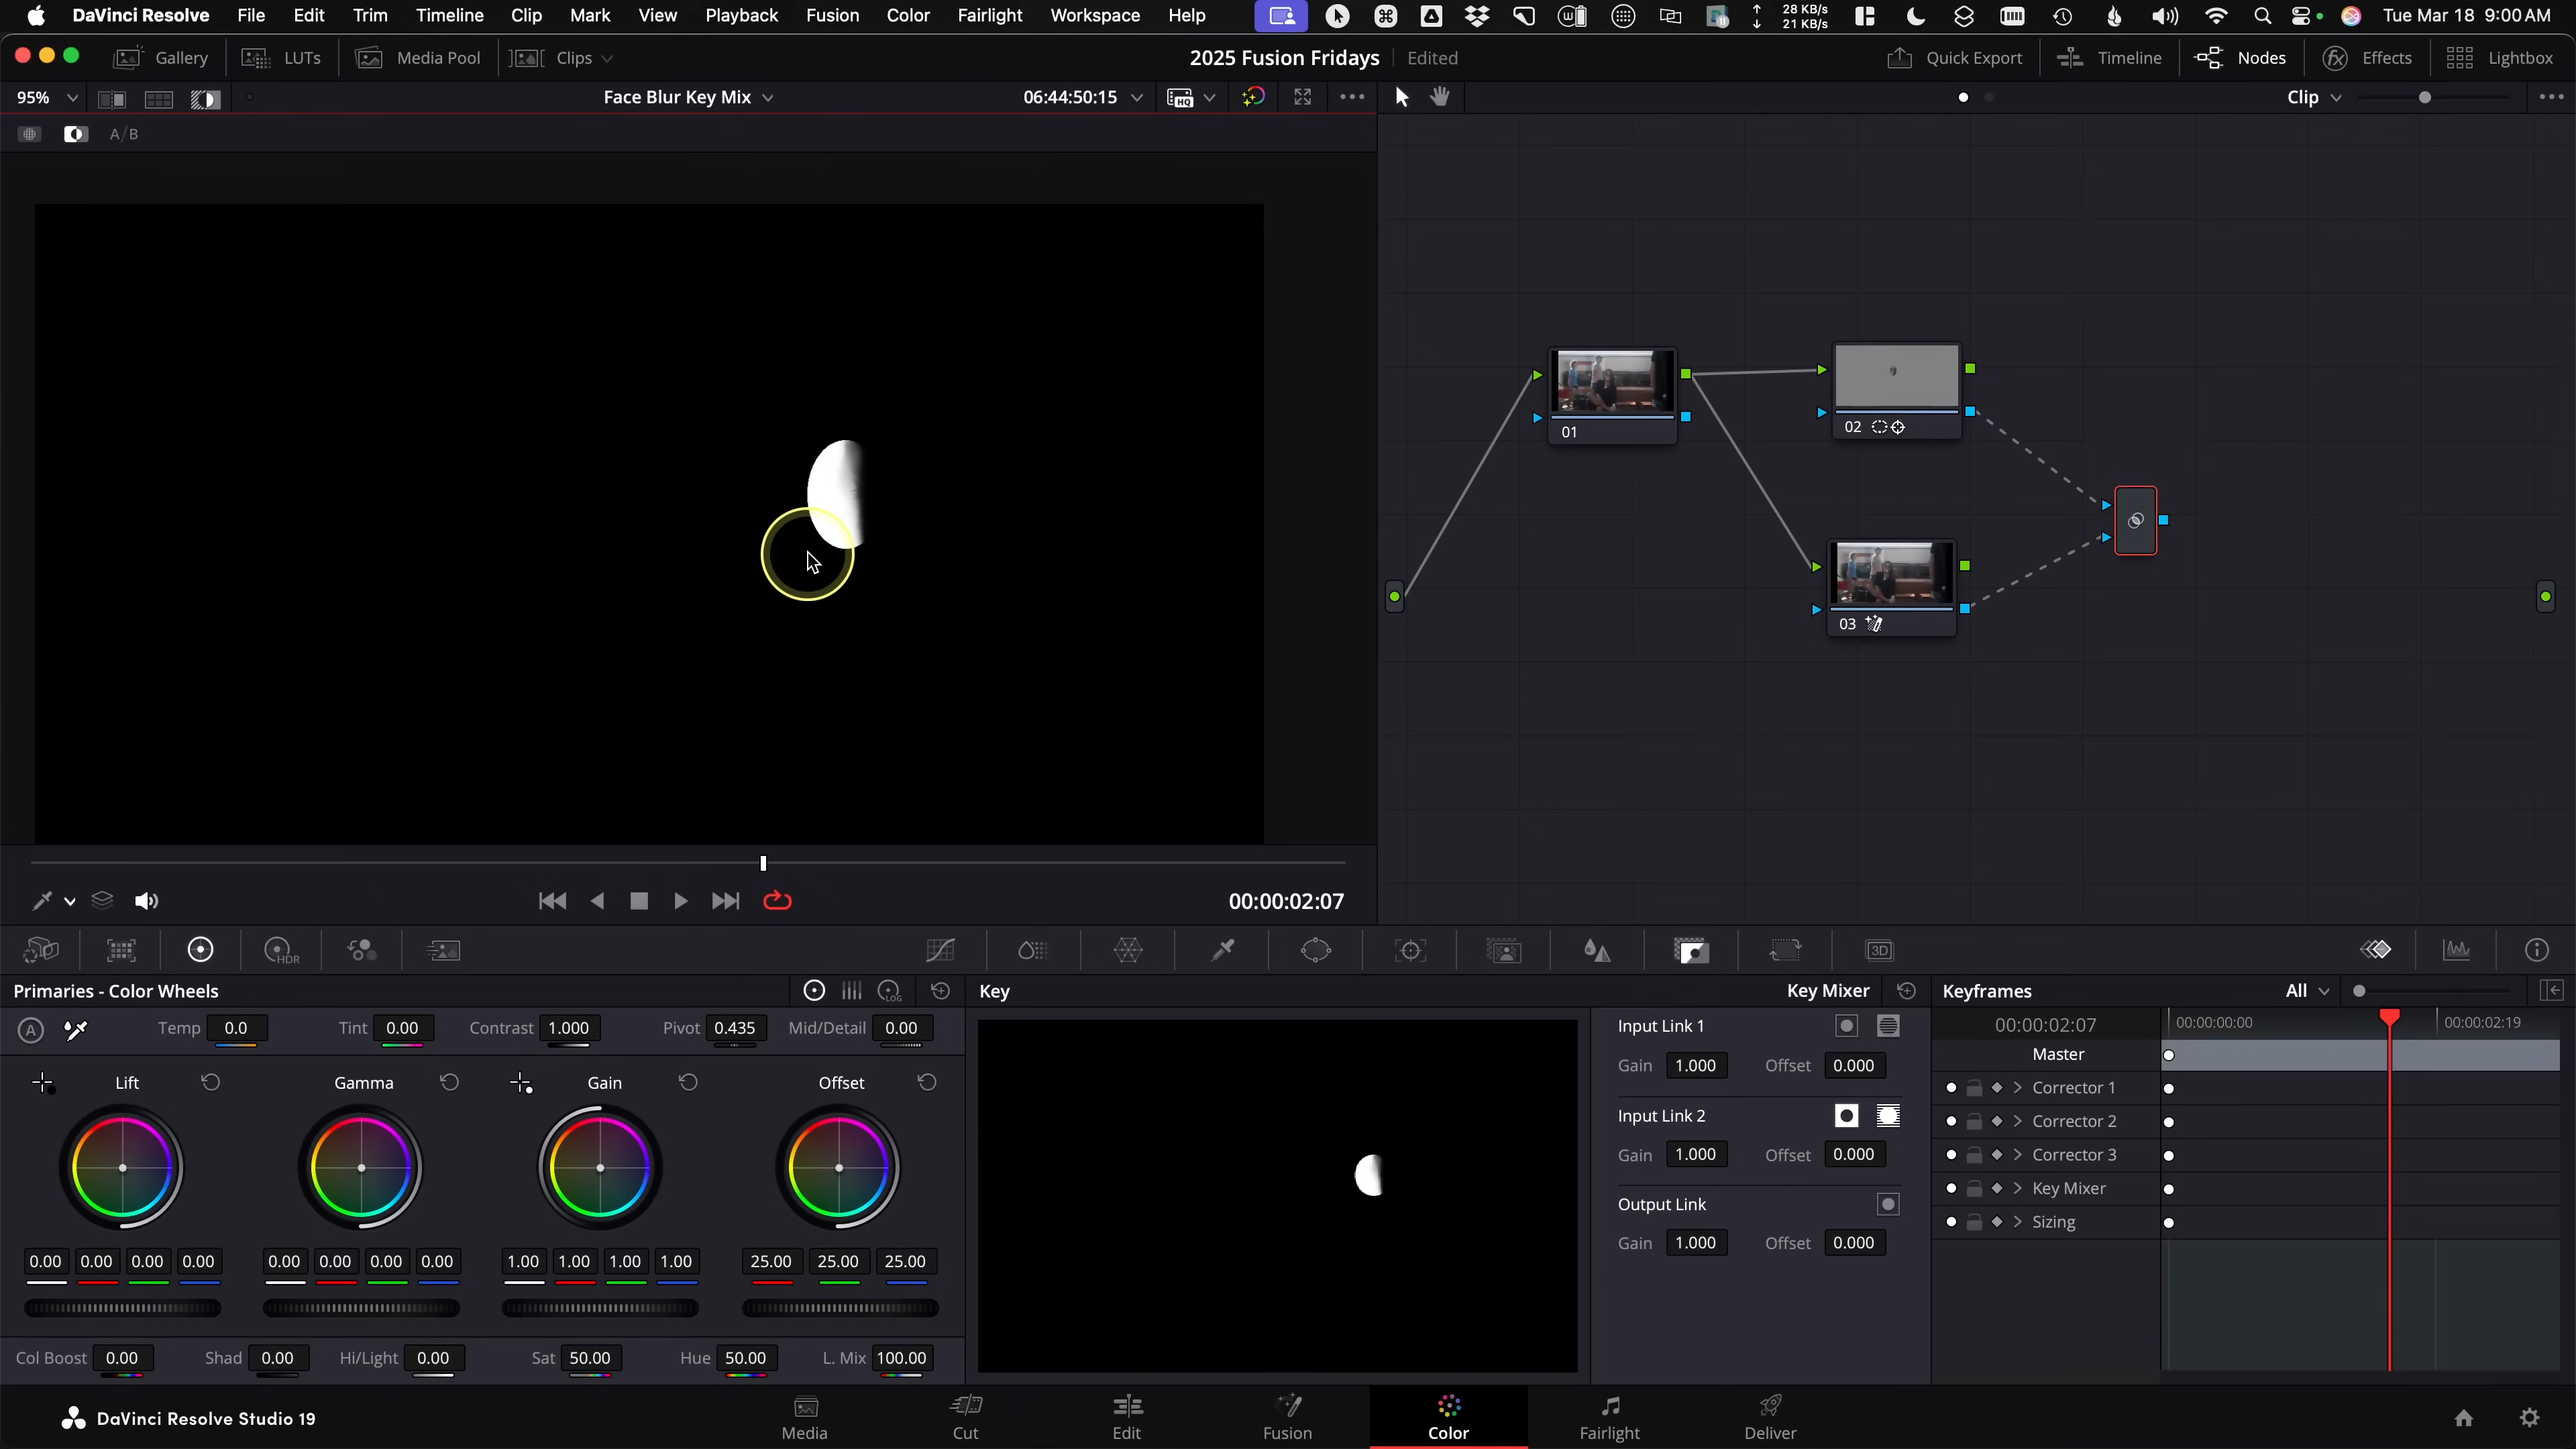 DaVinci Resolve File Edit Trim Timeline Clip Mark View Playback Fusion Color Fairlight Workspace Help 28 KB/s 21 KB/s Tue Mar 18 9:00 AM
Gallery LUTs Media Pool Clips 2025 Fusion Fridays Edited Quick Export Timeline Nodes Effects Lightbox
95% Face Blur Key Mix 06:44:50:15 HQ Clip
A/B
01
02
03
00:00:02:07
HDR 3D
Primaries - Color Wheels LOG Key Key Mixer Keyframes All
A Temp 0.0 Tint 0.00 Contrast 1.000 Pivot 0.435 Mid/Detail 0.00
Lift Gamma Gain Offset
0.00 0.00 0.00 0.00 0.00 0.00 0.00 0.00 1.00 1.00 1.00 1.00 25.00 25.00 25.00
Col Boost 0.00 Shad 0.00 Hi/Light 0.00 Sat 50.00 Hue 50.00 L. Mix 100.00
Input Link 1
Gain 1.000 Offset 0.000
Input Link 2
Gain 1.000 Offset 0.000
Output Link
Gain 1.000 Offset 0.000
00:00:02:07 00:00:00:00 00:00:02:19
Master
Corrector 1
Corrector 2
Corrector 3
Key Mixer
Sizing
DaVinci Resolve Studio 19 Media Cut Edit Fusion Color Fairlight Deliver